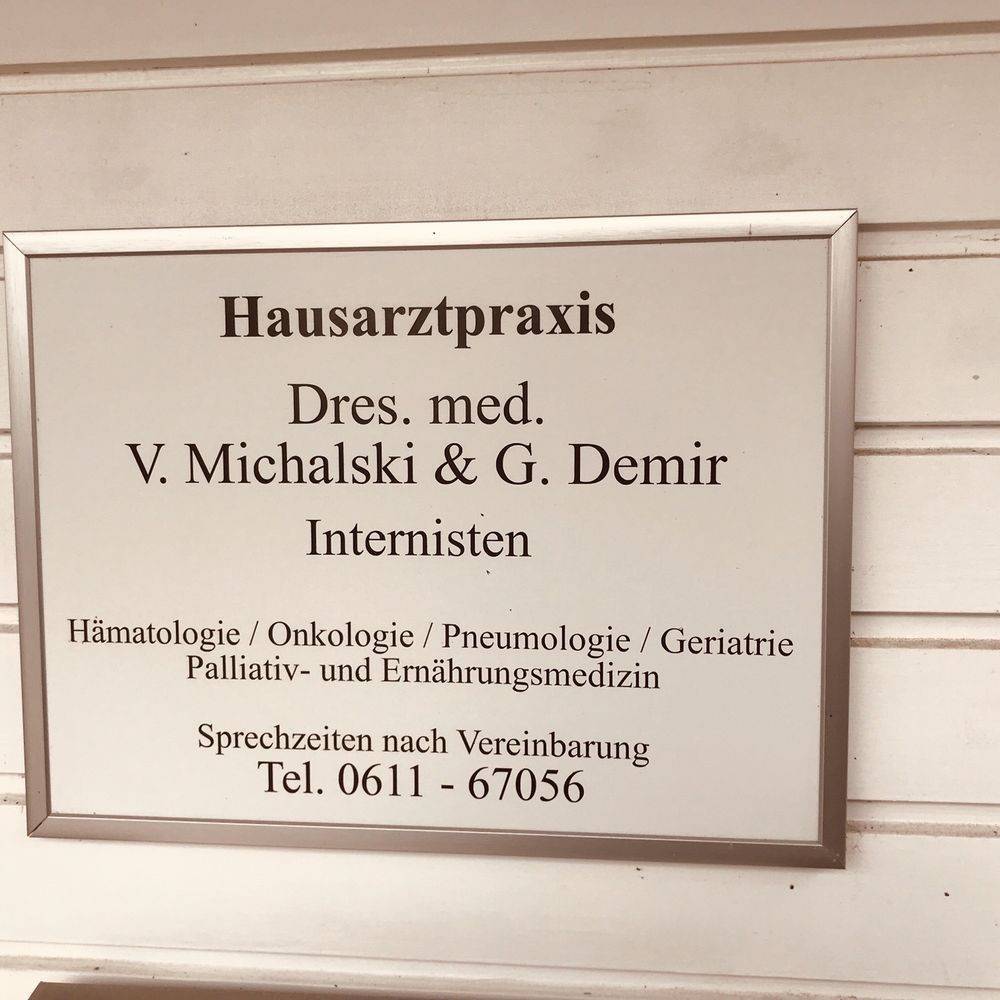 Hausarztpraxis
Dres. med.
V. Michalski & G. Demir
Internisten
Hämatologie / Onkologie / Pneumologie / Geriatrie
Palliativ- und Ernährungsmedizin
Sprechzeiten nach Vereinbarung
Tel. 0611 - 67056